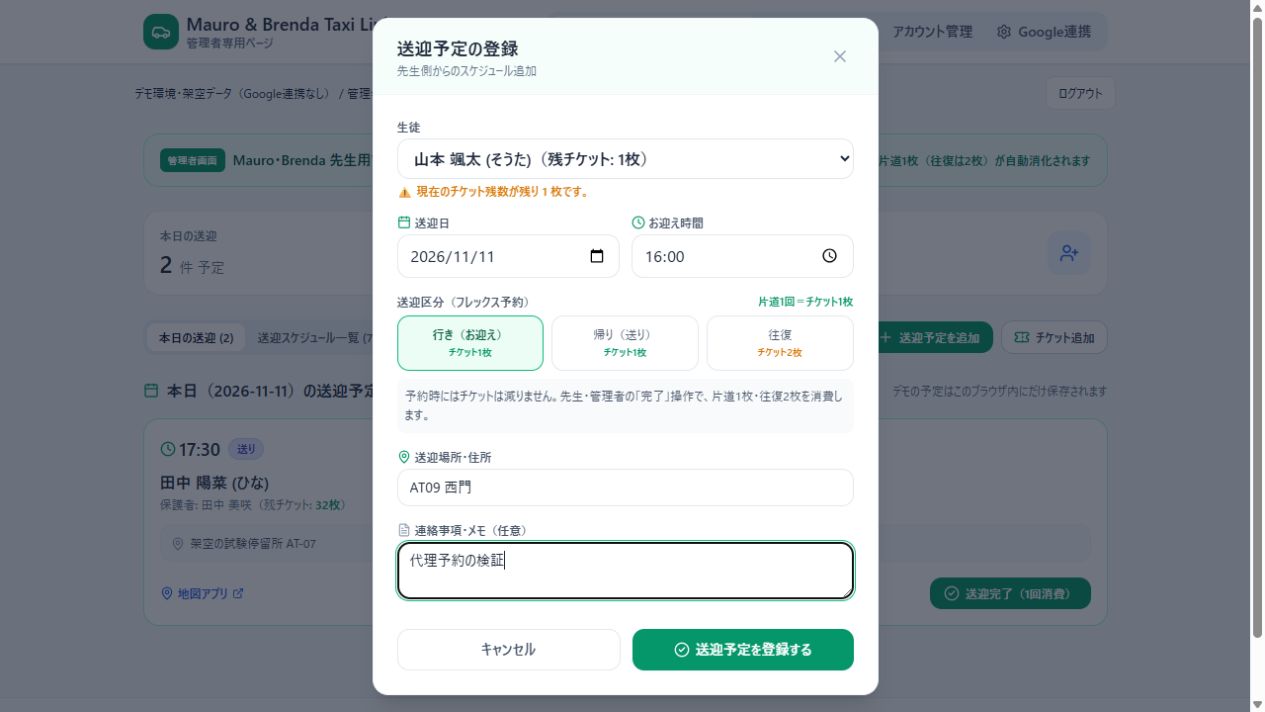 Mauro & Brenda Taxi
管理者専用ページ
アカウント管理
Google連携
デモ環境・架空データ（Google連携なし） / 管理
ログアウト
管理者画面
Mauro・Brenda 先生用
片道1枚（往復は2枚）が自動消化されます
本日の送迎
2 件 予定
本日の送迎 (2)
送迎スケジュール一覧
送迎予定を追加
チケット追加
本日（2026-11-11）の送迎予定
デモの予定はこのブラウザ内にだけ保存されます
17:30 送り
田中 陽菜 (ひな)
保護者: 田中 美咲（残チケット: 32枚）
架空の試験停留所 AT-07
地図アプリ
送迎完了（1回消費）
送迎予定の登録
先生側からのスケジュール追加
生徒
山本 颯太 (そうた)（残チケット: 1枚）
現在のチケット残数が残り 1 枚です。
送迎日
お迎え時間
2026/11/11
16:00
送迎区分（フレックス予約）
片道1回＝チケット1枚
行き（お迎え）
チケット1枚
帰り（送り）
チケット1枚
往復
チケット2枚
予約時にはチケットは減りません。先生・管理者の「完了」操作で、片道1枚・往復2枚を消費し
ます。
送迎場所・住所
AT09 西門
連絡事項・メモ（任意）
代理予約の検証
キャンセル
送迎予定を登録する